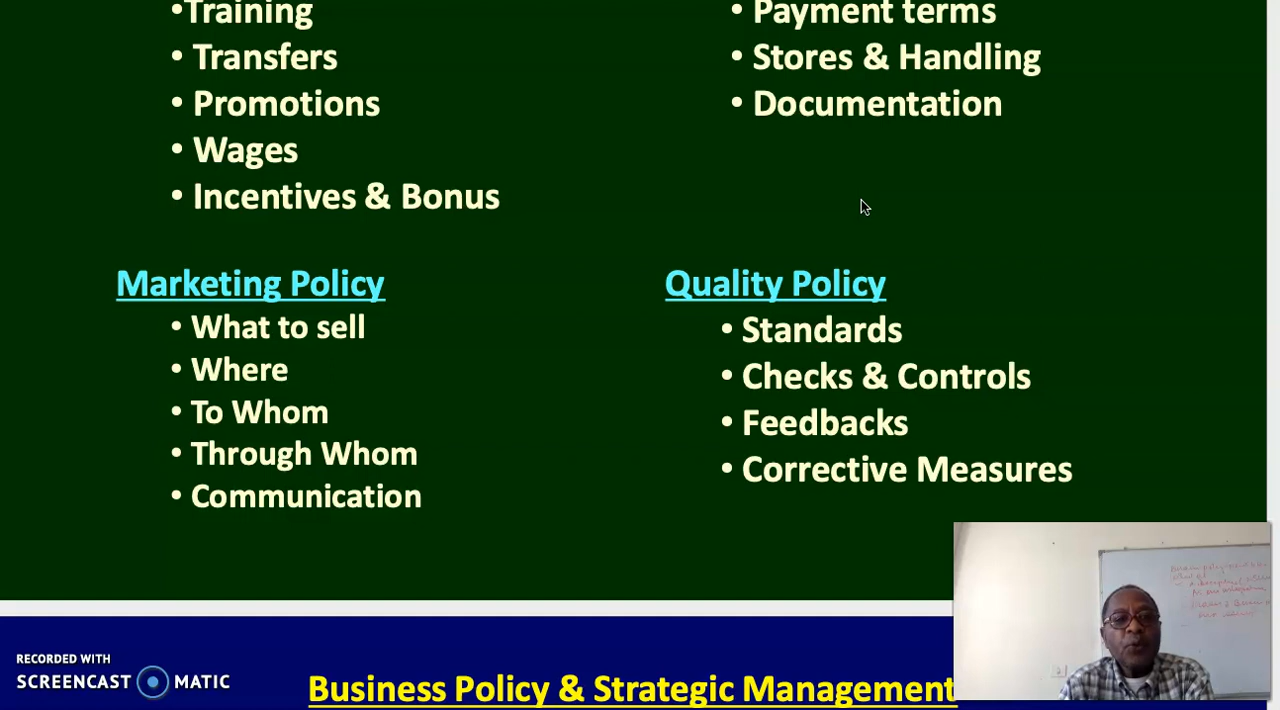 •Training
• Transfers
• Promotions
• Wages
• Incentives & Bonus
• Payment terms
• Stores & Handling
• Documentation
Marketing Policy
• What to sell
• Where
• To Whom
• Through Whom
• Communication
Quality Policy
• Standards
• Checks & Controls
• Feedbacks
• Corrective Measures
RECORDED WITH
SCREENCAST MATIC
Business Policy & Strategic Management